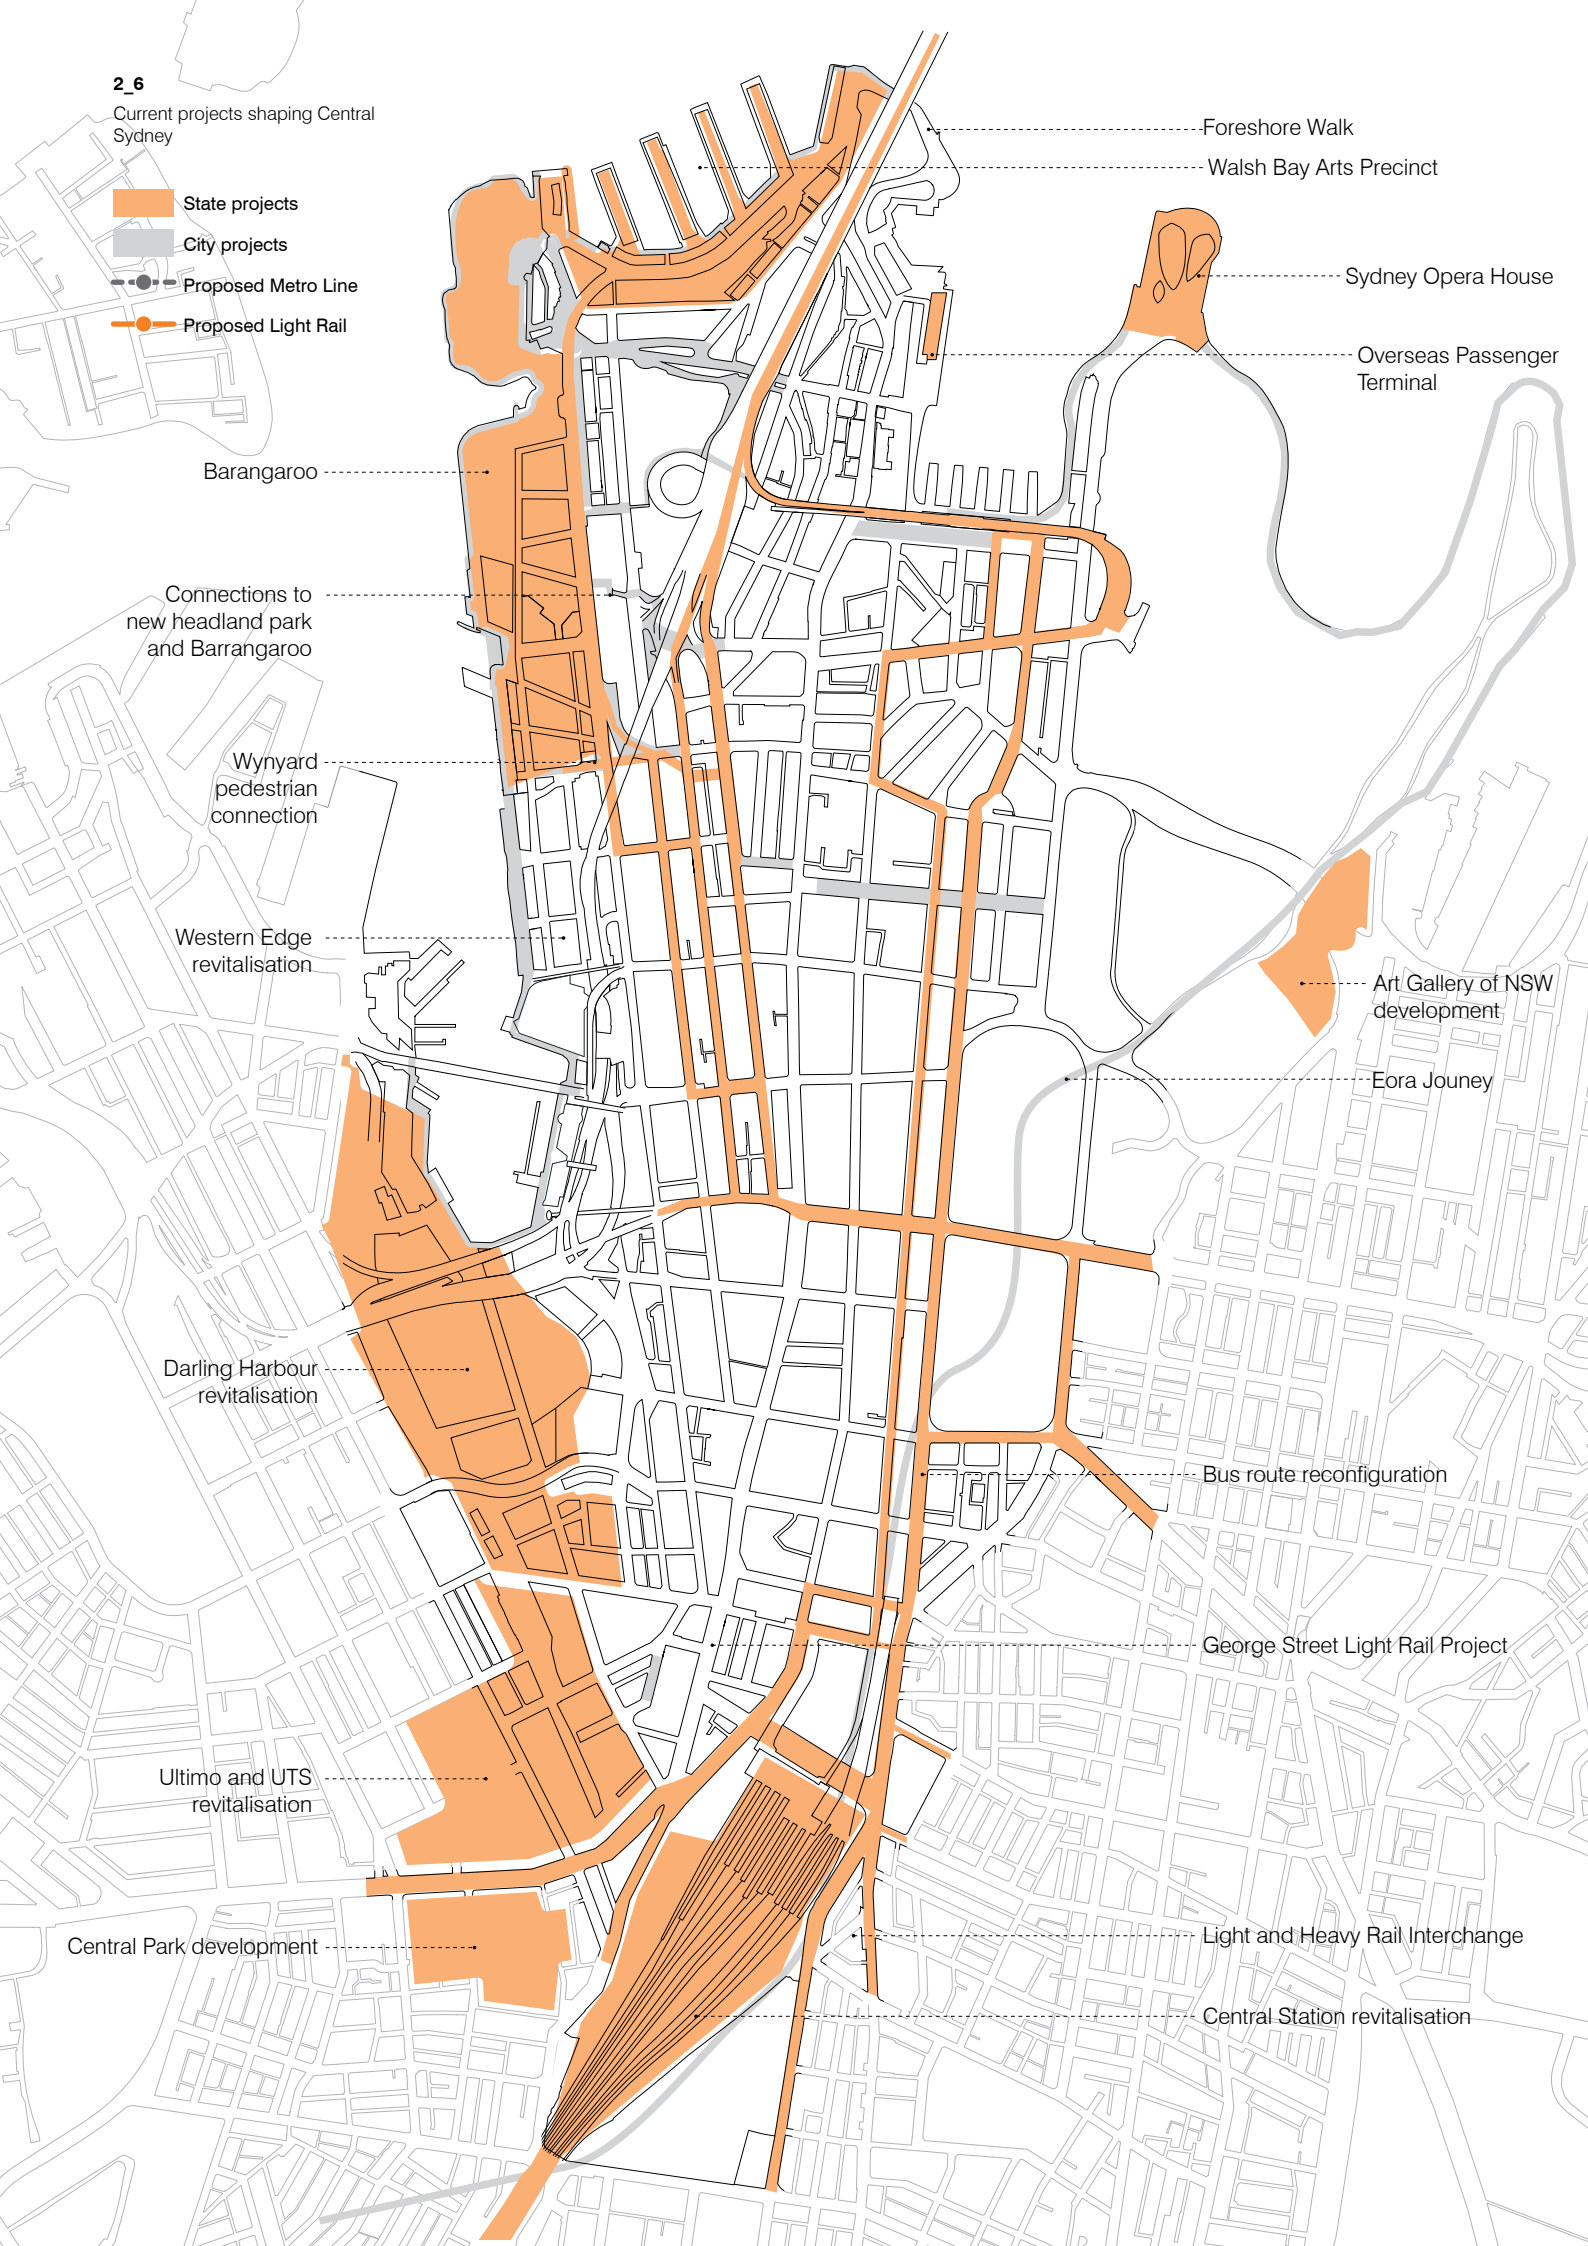 2_6
Current projects shaping Central
Sydney
State projects
City projects
Proposed Metro Line
Proposed Light Rail
Foreshore Walk
Walsh Bay Arts Precinct
Sydney Opera House
Overseas Passenger
Terminal
Barangaroo
Connections to
new headland park
and Barrangaroo
Wynyard
pedestrian
connection
Western Edge
revitalisation
Art Gallery of NSW
development
Eora Jouney
Darling Harbour
revitalisation
Bus route reconfiguration
George Street Light Rail Project
Ultimo and UTS
revitalisation
Light and Heavy Rail Interchange
Central Park development
Central Station revitalisation